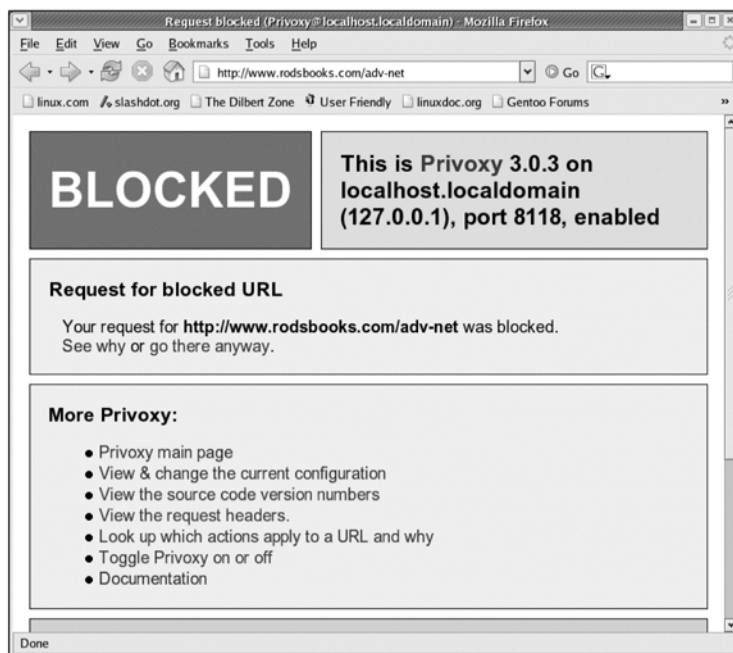 Request blocked (Privoxy@localhost.localdomain) - Mozilla Firefox
File Edit View Go Bookmarks Tools Help
http://www.rodsbooks.com/adv-net Go G
linux.com slashdot.org The Dilbert Zone User Friendly linuxdoc.org Gentoo Forums »
BLOCKED
This is Privoxy 3.0.3 on
localhost.localdomain
(127.0.0.1), port 8118, enabled
Request for blocked URL
Your request for http://www.rodsbooks.com/adv-net was blocked.
See why or go there anyway.
More Privoxy:
• Privoxy main page
• View & change the current configuration
• View the source code version numbers
• View the request headers.
• Look up which actions apply to a URL and why
• Toggle Privoxy on or off
• Documentation
Done